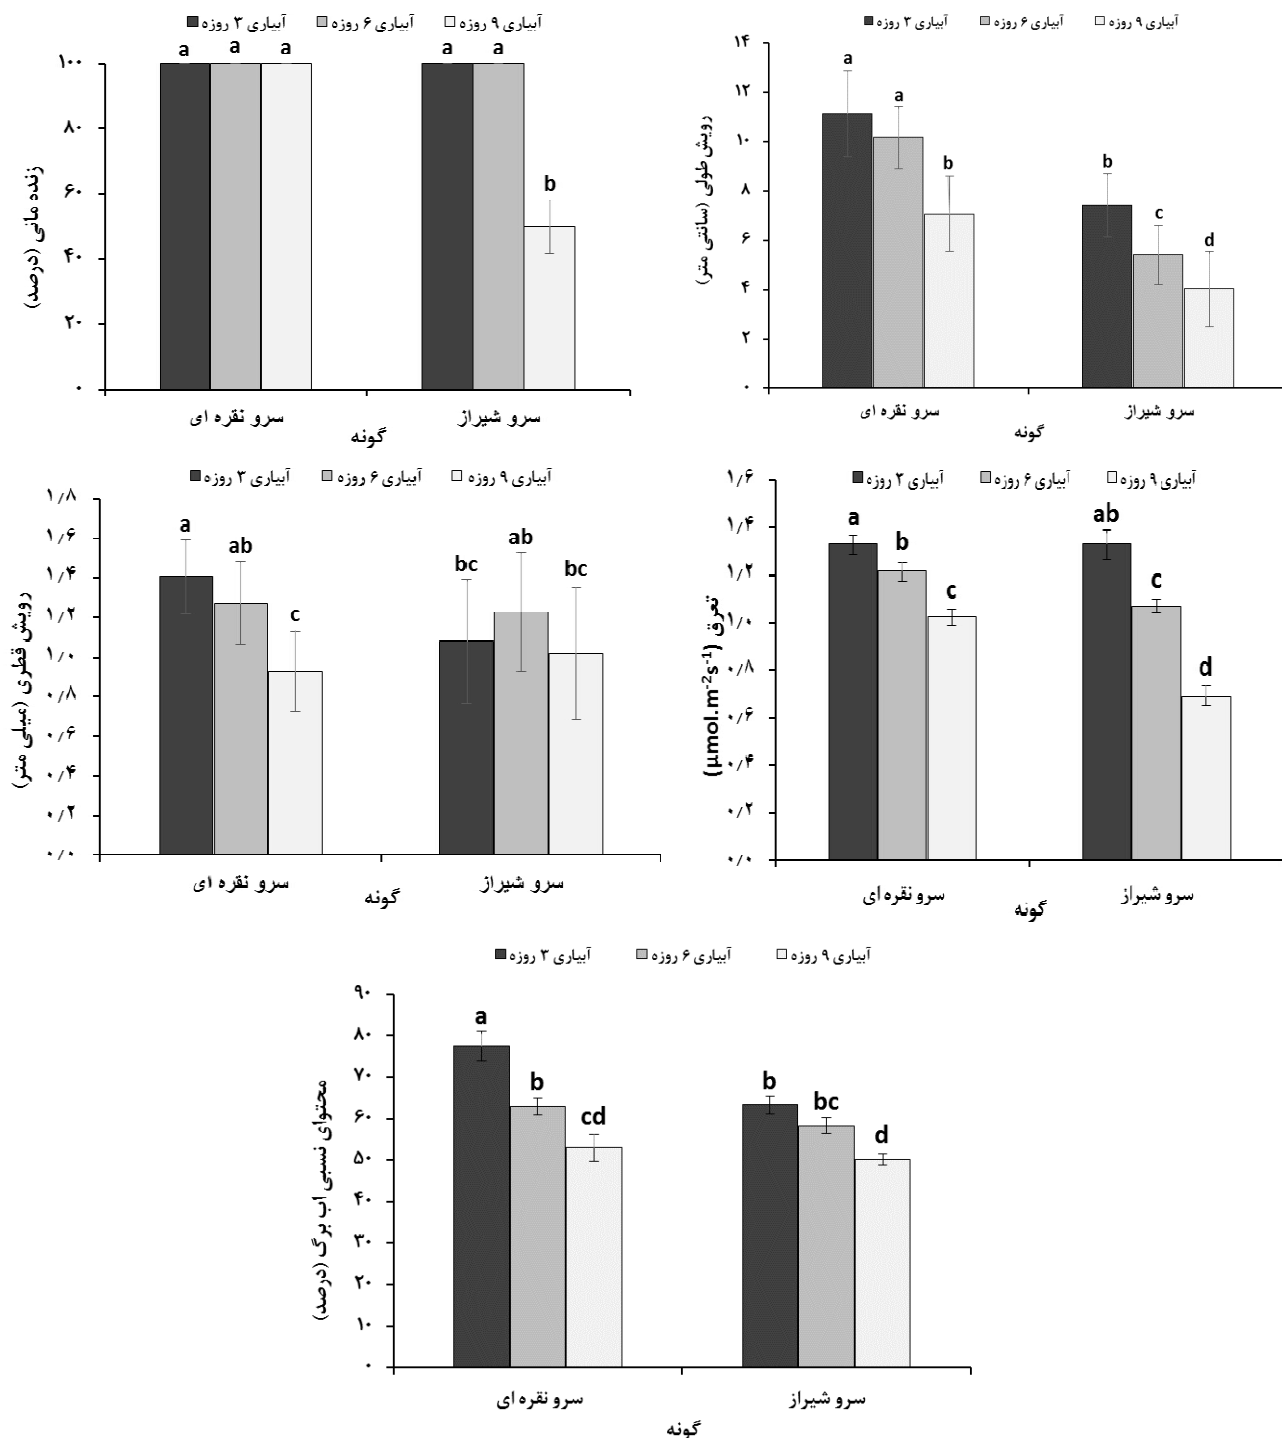 آبیاری ۳ روزه آبیاری ۶ روزه آبیاری ۹ روزه
a a a a a b
۱۰۰
۸۰
۶۰
۴۰
۲۰
۰
زنده مانی (درصد)
سرو نقره ای سرو شیراز
گونه
آبیاری ۳ روزه آبیاری ۶ روزه آبیاری ۹ روزه
a a b b c d
۱۴
۱۲
۱۰
۸
۶
۴
۲
۰
رویش طولی (سانتی متر)
سرو نقره ای سرو شیراز
گونه
آبیاری ۳ روزه آبیاری ۶ روزه آبیاری ۹ روزه
a ab c bc ab bc
۱/۸
۱/۶
۱/۴
۱/۲
۱/۰
۰/۸
۰/۶
۰/۴
۰/۲
۰/۰
رویش قطری (میلی متر)
سرو نقره ای سرو شیراز
گونه
آبیاری ۳ روزه آبیاری ۶ روزه آبیاری ۹ روزه
a b c ab c d
۱/۶
۱/۴
۱/۲
۱/۰
۰/۸
۰/۶
۰/۴
۰/۲
۰/۰
تعرق (µmol.m⁻²s⁻¹)
سرو نقره ای سرو شیراز
گونه
آبیاری ۳ روزه آبیاری ۶ روزه آبیاری ۹ روزه
a b cd b bc d
۹۰
۸۰
۷۰
۶۰
۵۰
۴۰
۳۰
۲۰
۱۰
۰
محتوای نسبی اب برگ (درصد)
سرو نقره ای سرو شیراز
گونه